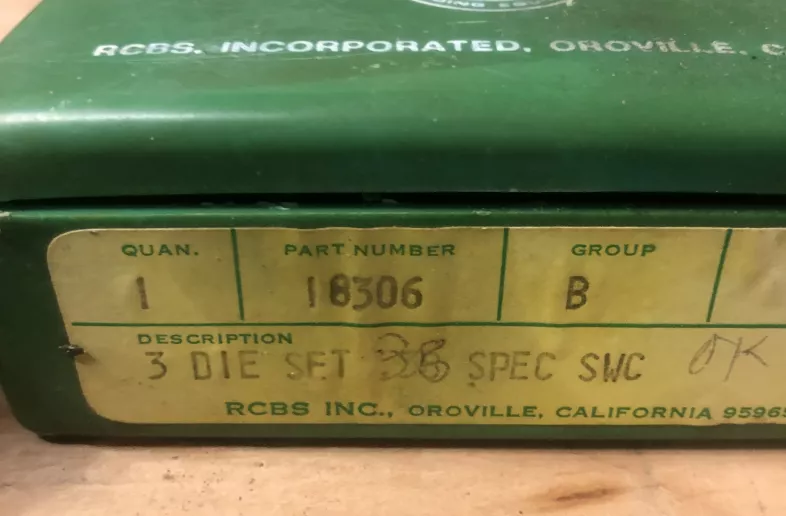 RCBS, INCORPORATED, OROVILLE, C
QUAN. PART NUMBER GROUP
1 18306 B
DESCRIPTION
3 DIE SET 38 SPEC SWC OK
RCBS INC., OROVILLE, CALIFORNIA 95965